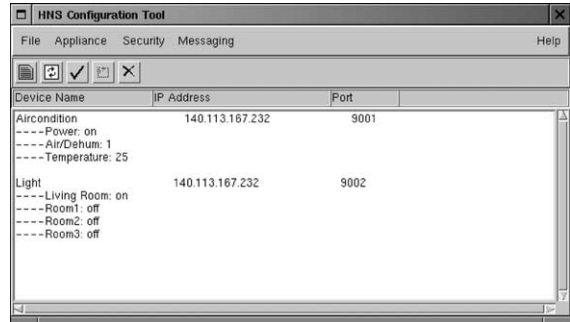 HNS Configuration Tool
File Appliance Security Messaging Help
Device Name IP Address Port
Aircondition 140.113.167.232 9001
----Power: on
----Air/Dehum: 1
----Temperature: 25
Light 140.113.167.232 9002
----Living Room: on
----Room1: off
----Room2: off
----Room3: off